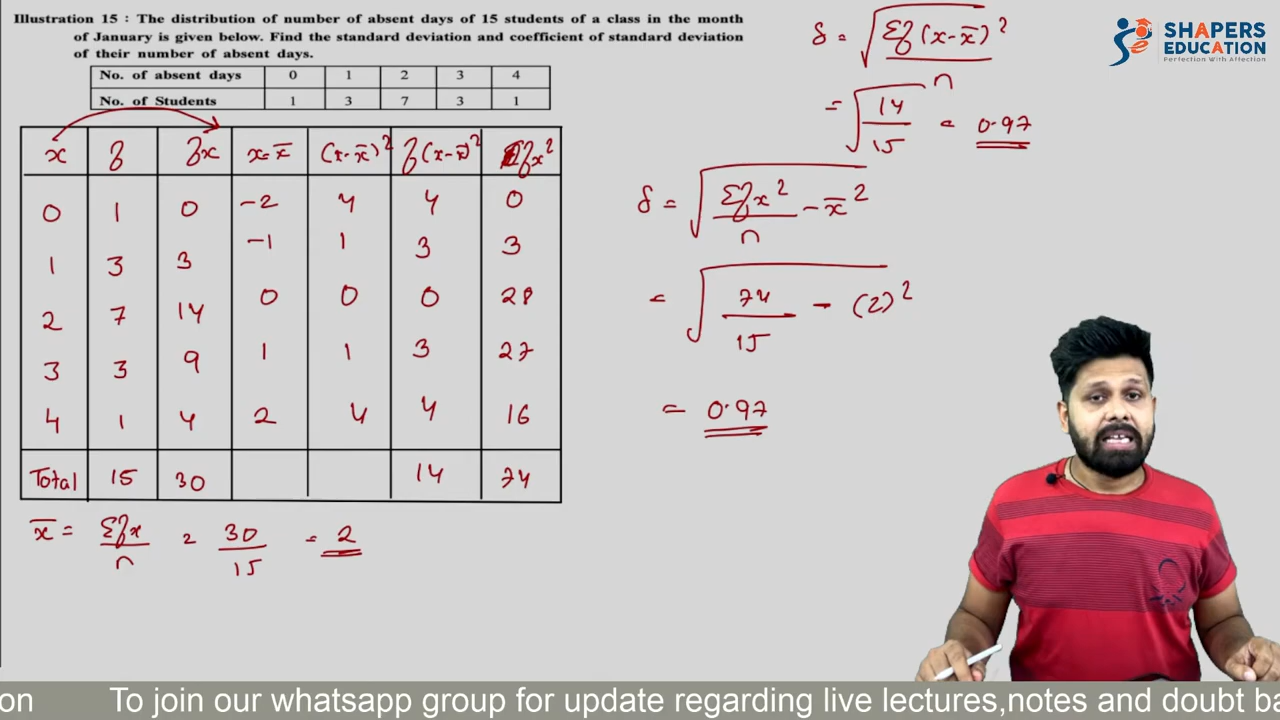 Illustration 15 : The distribution of number of absent days of 15 students of a class in the month
of January is given below. Find the standard deviation and coefficient of standard deviation
of their number of absent days.
No. of absent days 0 1 2 3 4
No. of Students 1 3 7 3 1
x f fx x-x̄ (x-x̄)² f(x-x̄)² fx²
0 1 0 -2 4 4 0
1 3 3 -1 1 3 3
2 7 14 0 0 0 28
3 3 9 1 1 3 27
4 1 4 2 4 4 16
Total 15 30 14 74
x̄ = Σfx/n = 30/15 = 2
s = √(Σf(x-x̄)²/n)
= √(14/15) = 0.97
s = √(Σfx²/n - x̄²)
= √(74/15 - (2)²)
= 0.97
SHAPERS
EDUCATION
Perfection With Affection
on To join our whatsapp group for update regarding live lectures,notes and doubt ba